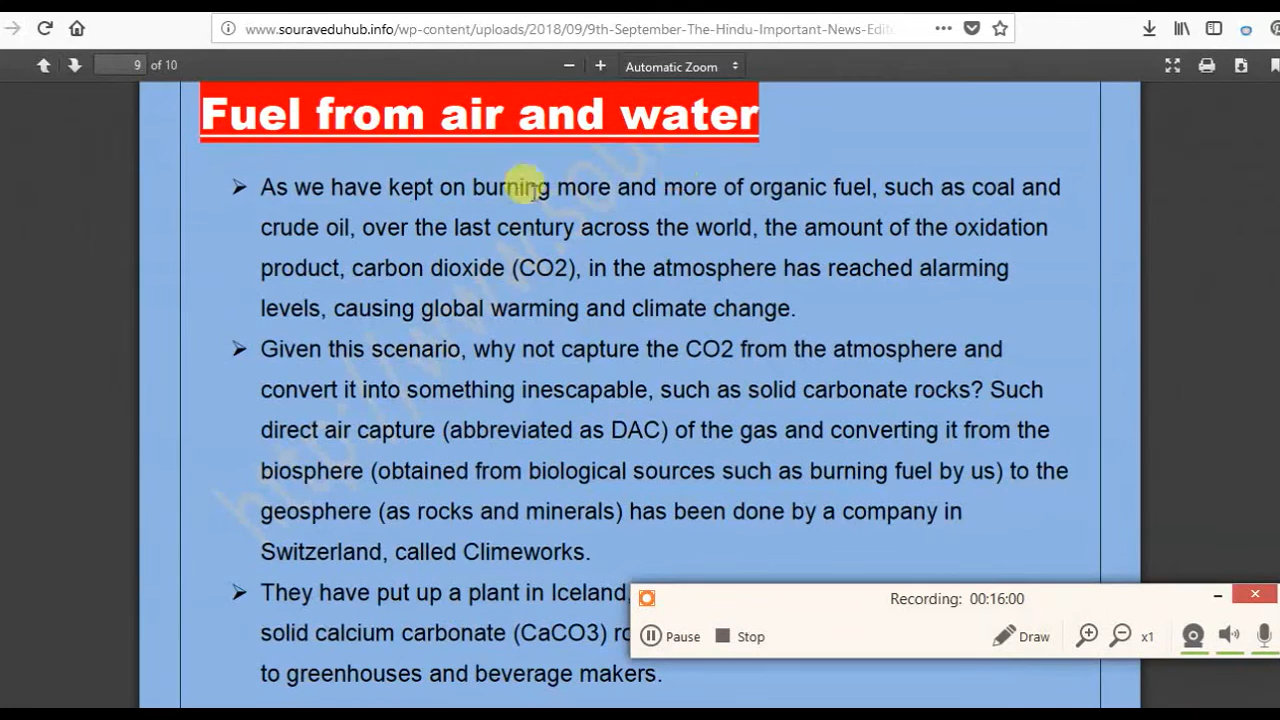 www.souraveduhub.info/wp-content/uploads/2018/09/9th-September-The-Hindu-Important-News-Edit
9 of 10
Automatic Zoom
Fuel from air and water
As we have kept on burning more and more of organic fuel, such as coal and
crude oil, over the last century across the world, the amount of the oxidation
product, carbon dioxide (CO2), in the atmosphere has reached alarming
levels, causing global warming and climate change.
Given this scenario, why not capture the CO2 from the atmosphere and
convert it into something inescapable, such as solid carbonate rocks? Such
direct air capture (abbreviated as DAC) of the gas and converting it from the
biosphere (obtained from biological sources such as burning fuel by us) to the
geosphere (as rocks and minerals) has been done by a company in
Switzerland, called Climeworks.
They have put up a plant in Iceland,
solid calcium carbonate (CaCO3)
to greenhouses and beverage makers.
Recording: 00:16:00
Pause Stop Draw x1